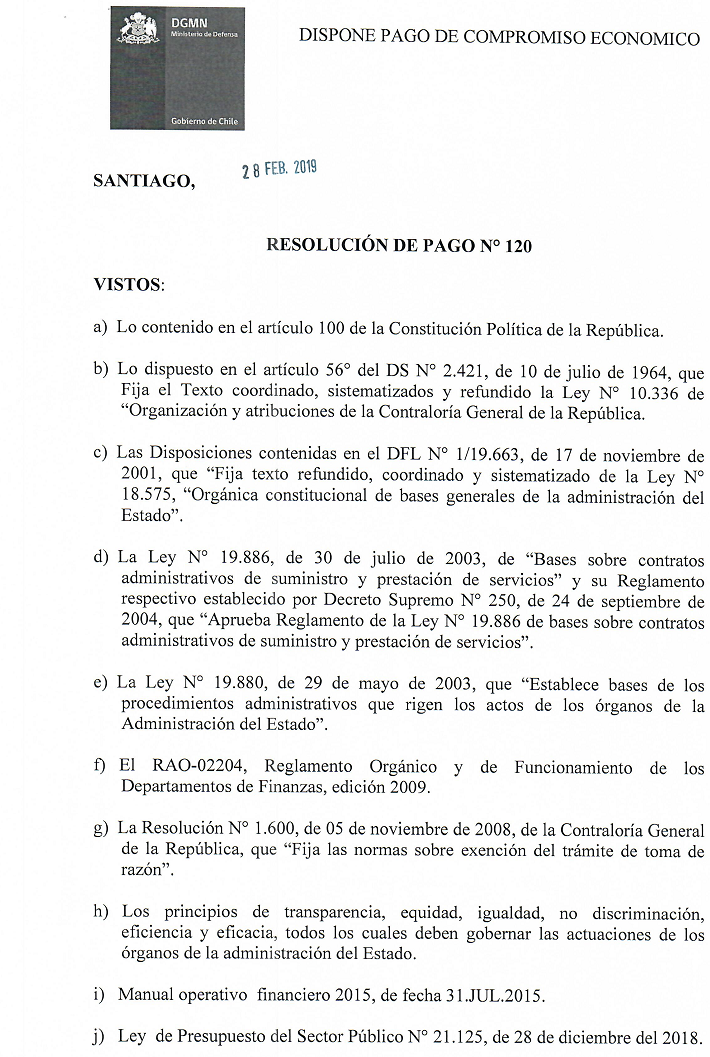 DGMN
Ministerio de Defensa
Gobierno de Chile
DISPONE PAGO DE COMPROMISO ECONOMICO
SANTIAGO,
28 FEB. 2019
RESOLUCIÓN DE PAGO N° 120
VISTOS:
a) Lo contenido en el artículo 100 de la Constitución Política de la República.
b) Lo dispuesto en el artículo 56° del DS N° 2.421, de 10 de julio de 1964, que
Fija el Texto coordinado, sistematizados y refundido la Ley N° 10.336 de
“Organización y atribuciones de la Contraloría General de la República.
c) Las Disposiciones contenidas en el DFL N° 1/19.663, de 17 de noviembre de
2001, que “Fija texto refundido, coordinado y sistematizado de la Ley N°
18.575, “Orgánica constitucional de bases generales de la administración del
Estado”.
d) La Ley N° 19.886, de 30 de julio de 2003, de “Bases sobre contratos
administrativos de suministro y prestación de servicios” y su Reglamento
respectivo establecido por Decreto Supremo N° 250, de 24 de septiembre de
2004, que “Aprueba Reglamento de la Ley N° 19.886 de bases sobre contratos
administrativos de suministro y prestación de servicios”.
e) La Ley N° 19.880, de 29 de mayo de 2003, que “Establece bases de los
procedimientos administrativos que rigen los actos de los órganos de la
Administración del Estado”.
f) El RAO-02204, Reglamento Orgánico y de Funcionamiento de los
Departamentos de Finanzas, edición 2009.
g) La Resolución N° 1.600, de 05 de noviembre de 2008, de la Contraloría General
de la República, que “Fija las normas sobre exención del trámite de toma de
razón”.
h) Los principios de transparencia, equidad, igualdad, no discriminación,
eficiencia y eficacia, todos los cuales deben gobernar las actuaciones de los
órganos de la administración del Estado.
i) Manual operativo financiero 2015, de fecha 31.JUL.2015.
j) Ley de Presupuesto del Sector Público N° 21.125, de 28 de diciembre del 2018.